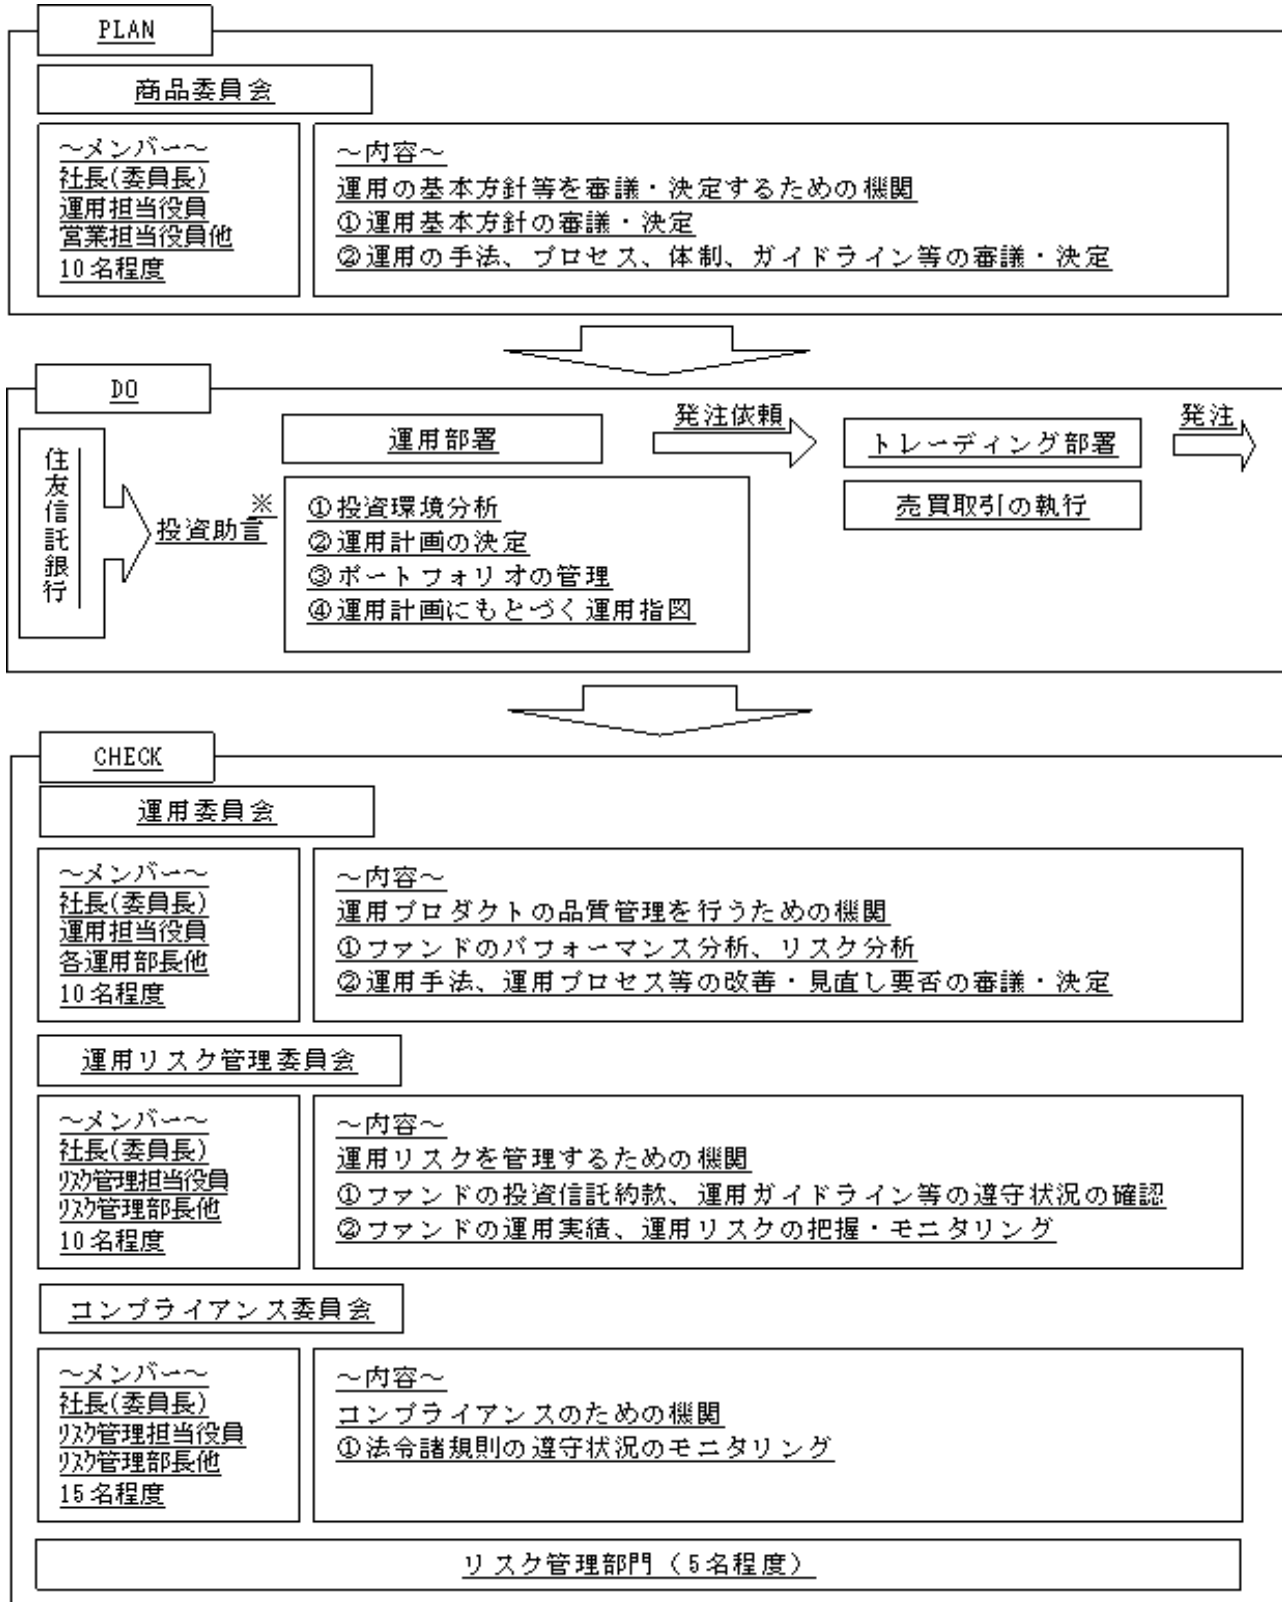 PLAN
商品委員会
～メンバー～
社長(委員長)
運用担当役員
営業担当役員他
10名程度
～内容～
運用の基本方針等を審議・決定するための機関
①運用基本方針の審議・決定
②運用の手法、プロセス、体制、ガイドライン等の審議・決定
DO
住友信託銀行
投資助言
※
運用部署
①投資環境分析
②運用計画の決定
③ポートフォリオの管理
④運用計画にもとづく運用指図
発注依頼
トレーディング部署
売買取引の執行
発注
CHECK
運用委員会
～メンバー～
社長(委員長)
運用担当役員
各運用部長他
10名程度
～内容～
運用プロダクトの品質管理を行うための機関
①ファンドのパフォーマンス分析、リスク分析
②運用手法、運用プロセス等の改善・見直し要否の審議・決定
運用リスク管理委員会
～メンバー～
社長(委員長)
ﾘｽｸ管理担当役員
ﾘｽｸ管理部長他
10名程度
～内容～
運用リスクを管理するための機関
①ファンドの投資信託約款、運用ガイドライン等の遵守状況の確認
②ファンドの運用実績、運用リスクの把握・モニタリング
コンプライアンス委員会
～メンバー～
社長(委員長)
ﾘｽｸ管理担当役員
ﾘｽｸ管理部長他
15名程度
～内容～
コンプライアンスのための機関
①法令諸規則の遵守状況のモニタリング
リスク管理部門（5名程度）